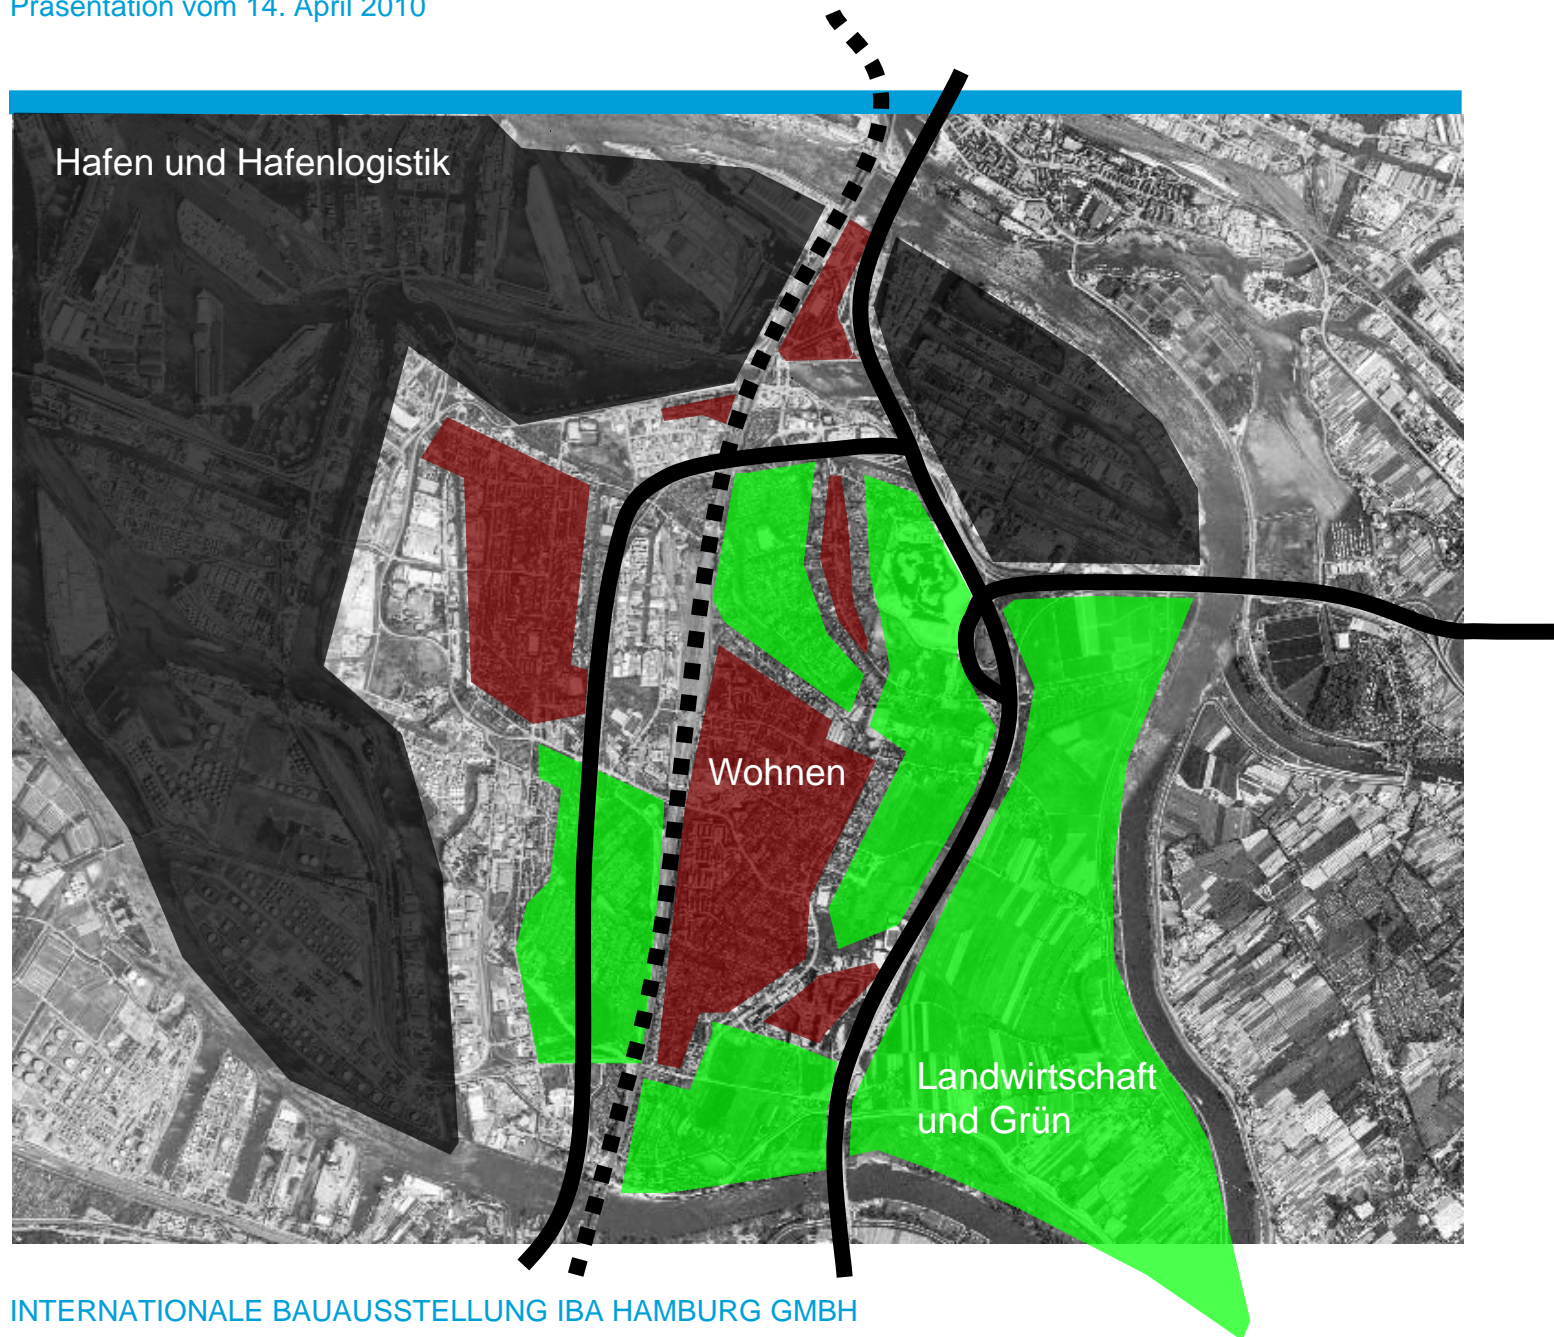 Präsentation vom 14. April 2010
Hafen und Hafenlogistik
Wohnen
Landwirtschaft
und Grün
INTERNATIONALE BAUAUSSTELLUNG IBA HAMBURG GMBH